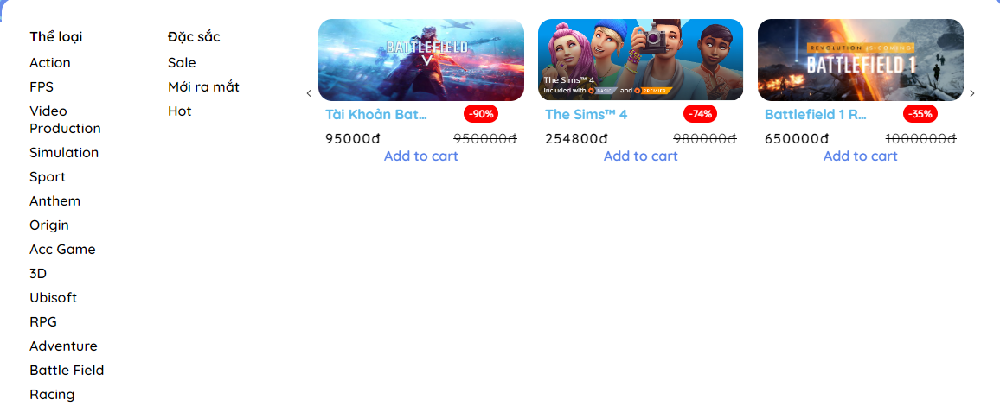 Thể loại
Action
FPS
Video
Production
Simulation
Sport
Anthem
Origin
Acc Game
3D
Ubisoft
RPG
Adventure
Battle Field
Racing
Đặc sắc
Sale
Mới ra mắt
Hot
BATTLEFIELD
V
Tài Khoản Bat...
-90%
95000đ
950000đ
Add to cart
The Sims™ 4
Included with BASIC and PREMIER
The Sims™ 4
-74%
254800đ
980000đ
Add to cart
REVOLUTION IS COMING
BATTLEFIELD 1
Battlefield 1 R...
-35%
650000đ
1000000đ
Add to cart